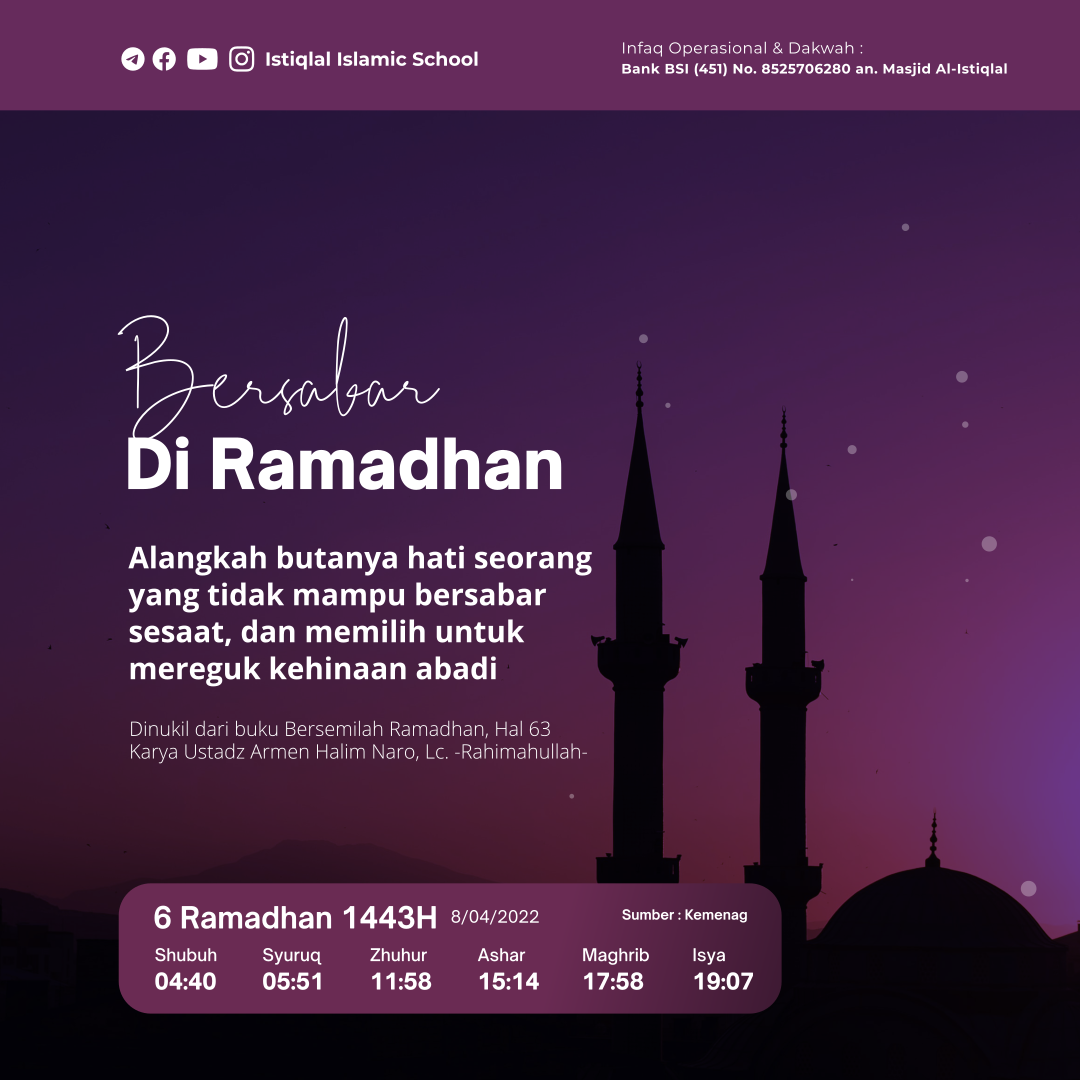 Istiqlal Islamic School
Infaq Operasional & Dakwah :
Bank BSI (451) No. 8525706280 an. Masjid Al-Istiqlal
Bersabar
Di Ramadhan
Alangkah butanya hati seorang
yang tidak mampu bersabar
sesaat, dan memilih untuk
mereguk kehinaan abadi
Dinukil dari buku Bersemilah Ramadhan, Hal 63
Karya Ustadz Armen Halim Naro, Lc. -Rahimahullah-
6 Ramadhan 1443H 8/04/2022 Sumber : Kemenag
Shubuh Syuruq Zhuhur Ashar Maghrib Isya
04:40 05:51 11:58 15:14 17:58 19:07